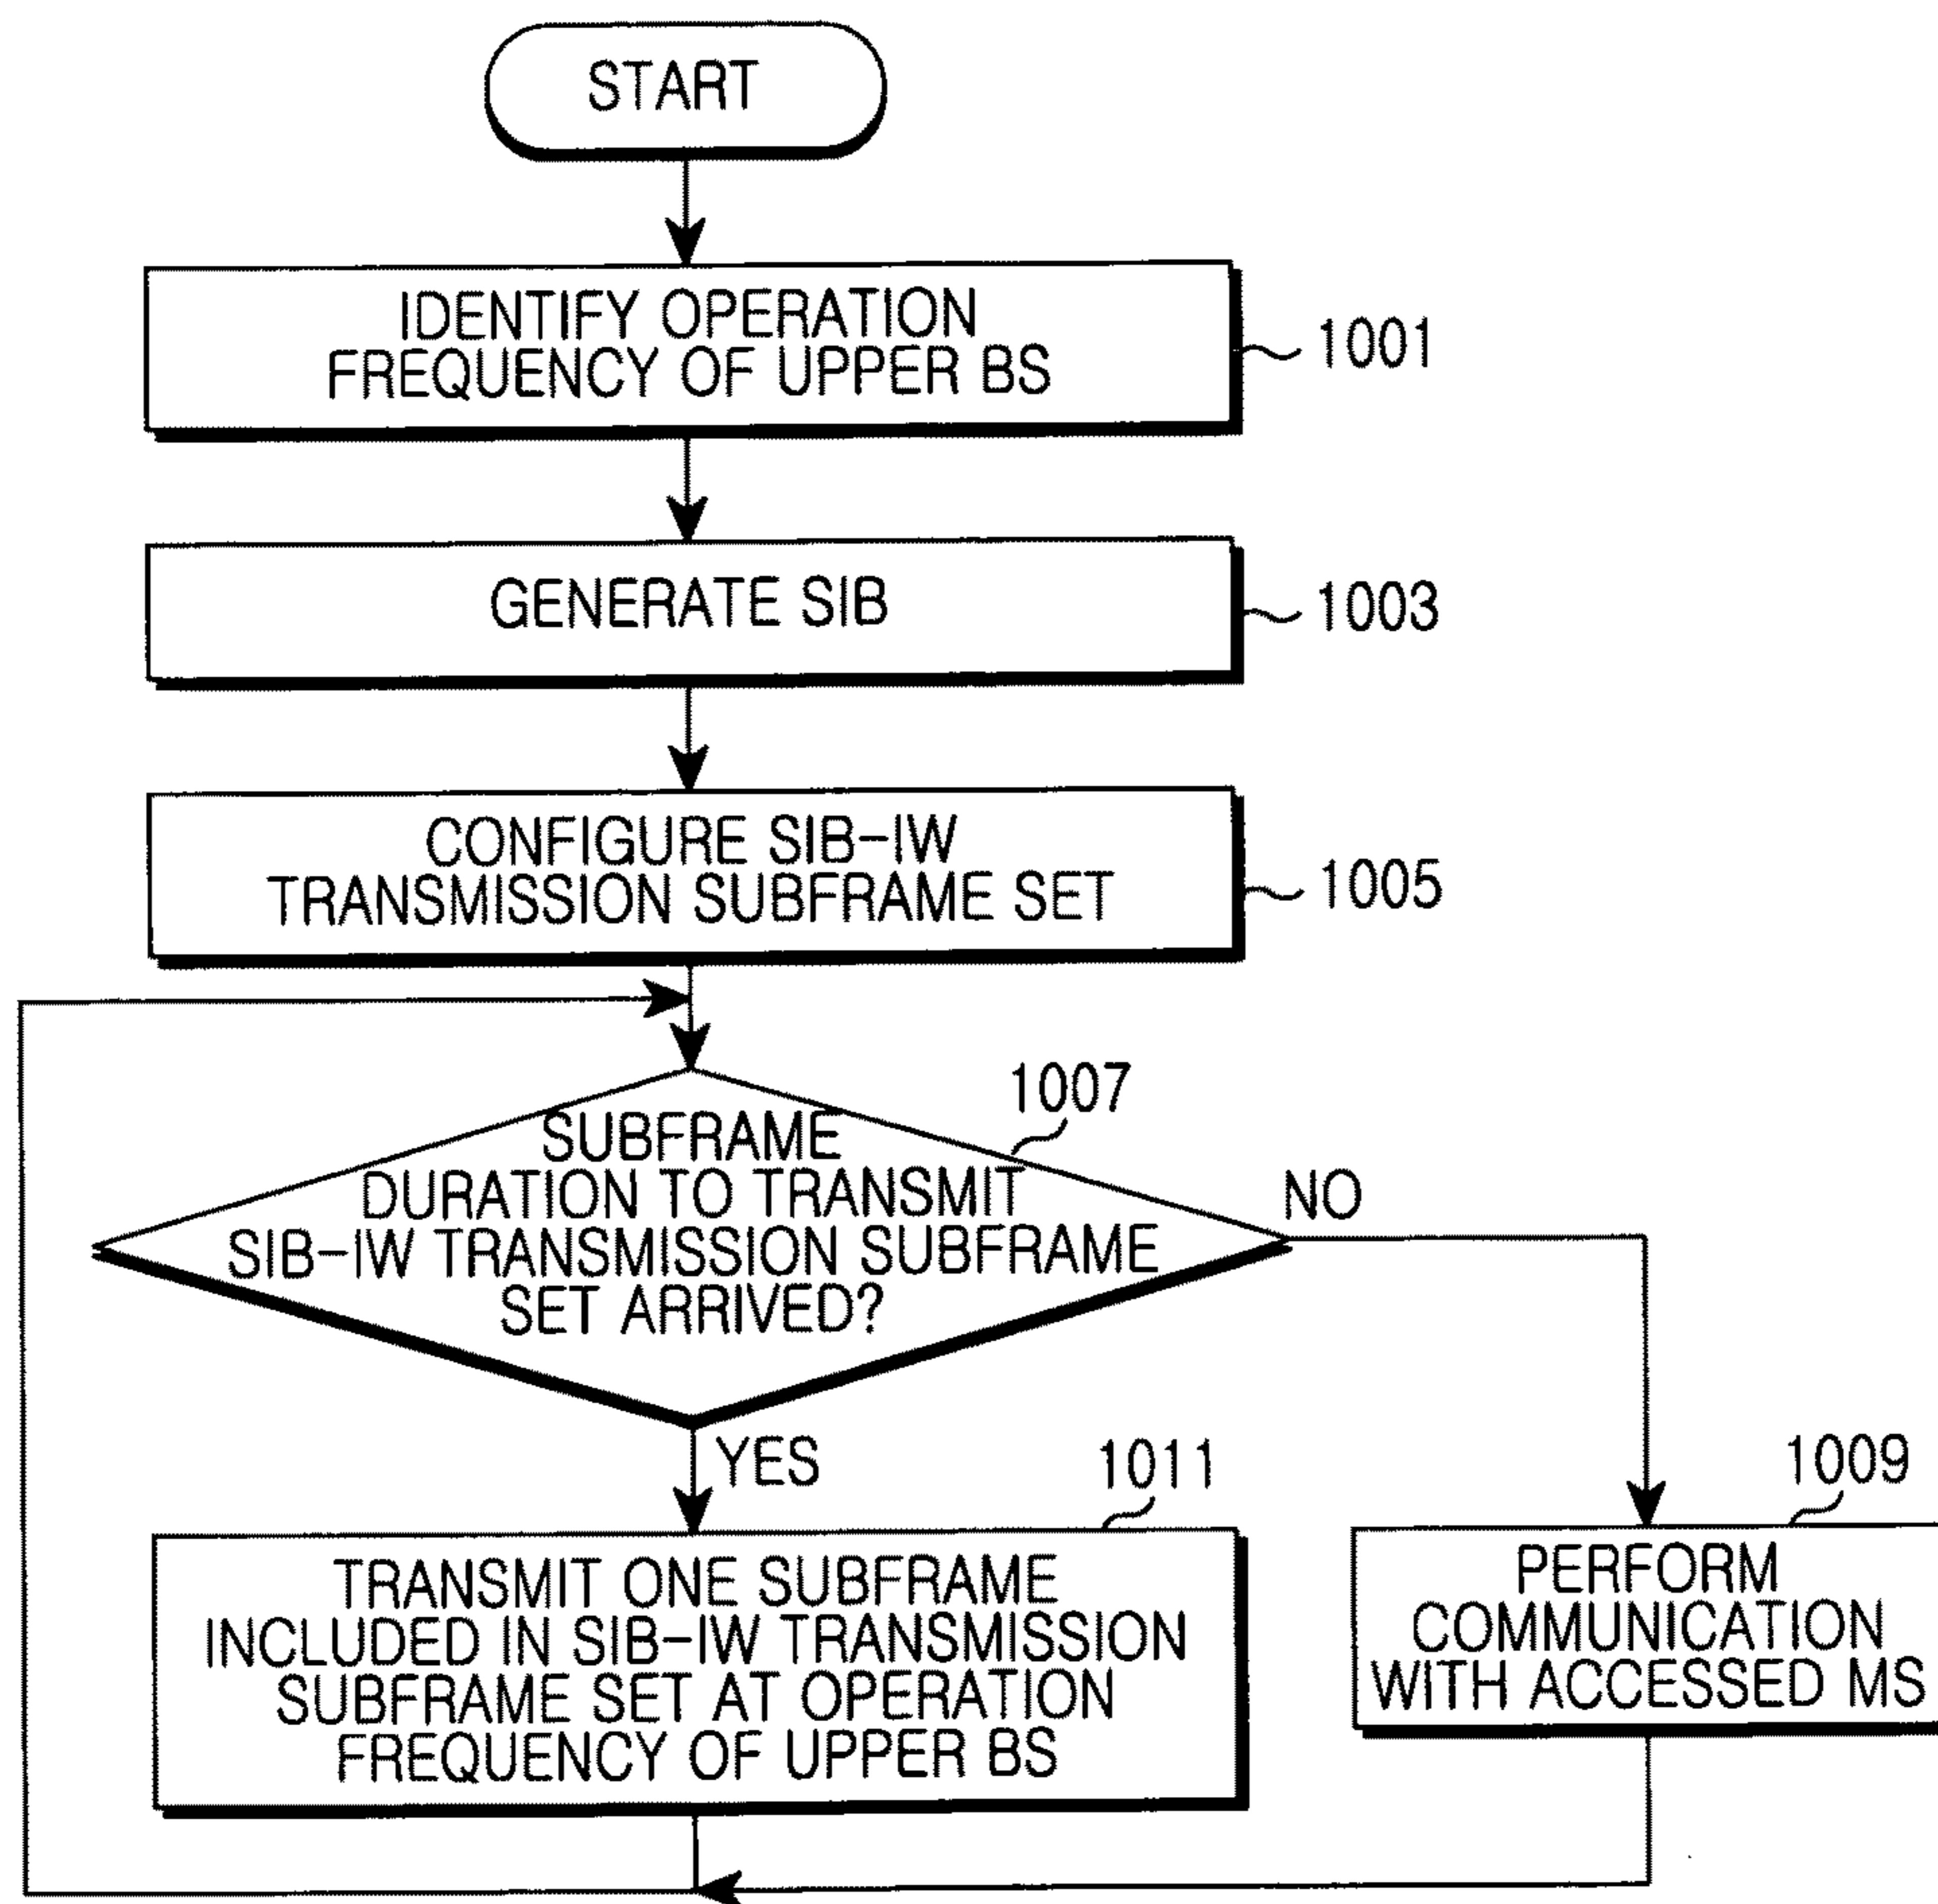 START
IDENTIFY OPERATION
FREQUENCY OF UPPER BS
1001
GENERATE SIB
1003
CONFIGURE SIB-IW
TRANSMISSION SUBFRAME SET
1005
1007
SUBFRAME
DURATION TO TRANSMIT
SIB-IW TRANSMISSION SUBFRAME
SET ARRIVED?
NO
YES
1011
TRANSMIT ONE SUBFRAME
INCLUDED IN SIB-IW TRANSMISSION
SUBFRAME SET AT OPERATION
FREQUENCY OF UPPER BS
1009
PERFORM
COMMUNICATION
WITH ACCESSED MS